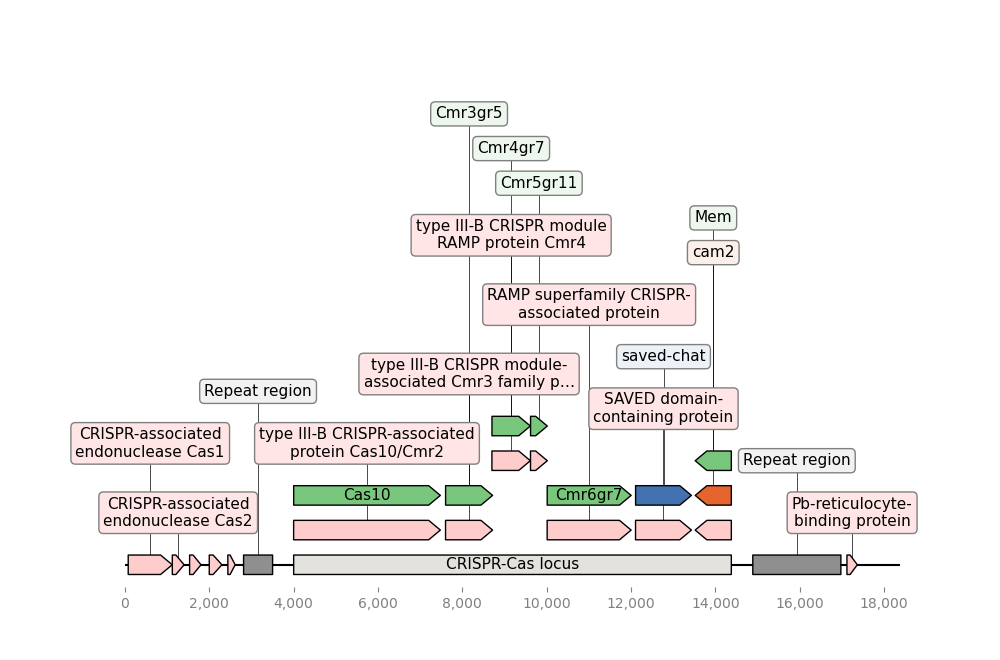 Cmr3gr5
Cmr4gr7
Cmr5gr11
Mem
type III-B CRISPR module
RAMP protein Cmr4
cam2
RAMP superfamily CRISPR-
associated protein
saved-chat
type III-B CRISPR module-
associated Cmr3 family p…
Repeat region
SAVED domain-
containing protein
CRISPR-associated
endonuclease Cas1
type III-B CRISPR-associated
protein Cas10/Cmr2
Repeat region
CRISPR-associated
endonuclease Cas2
Cas10
Cmr6gr7
Pb-reticulocyte-
binding protein
CRISPR-Cas locus
0 2,000 4,000 6,000 8,000 10,000 12,000 14,000 16,000 18,000